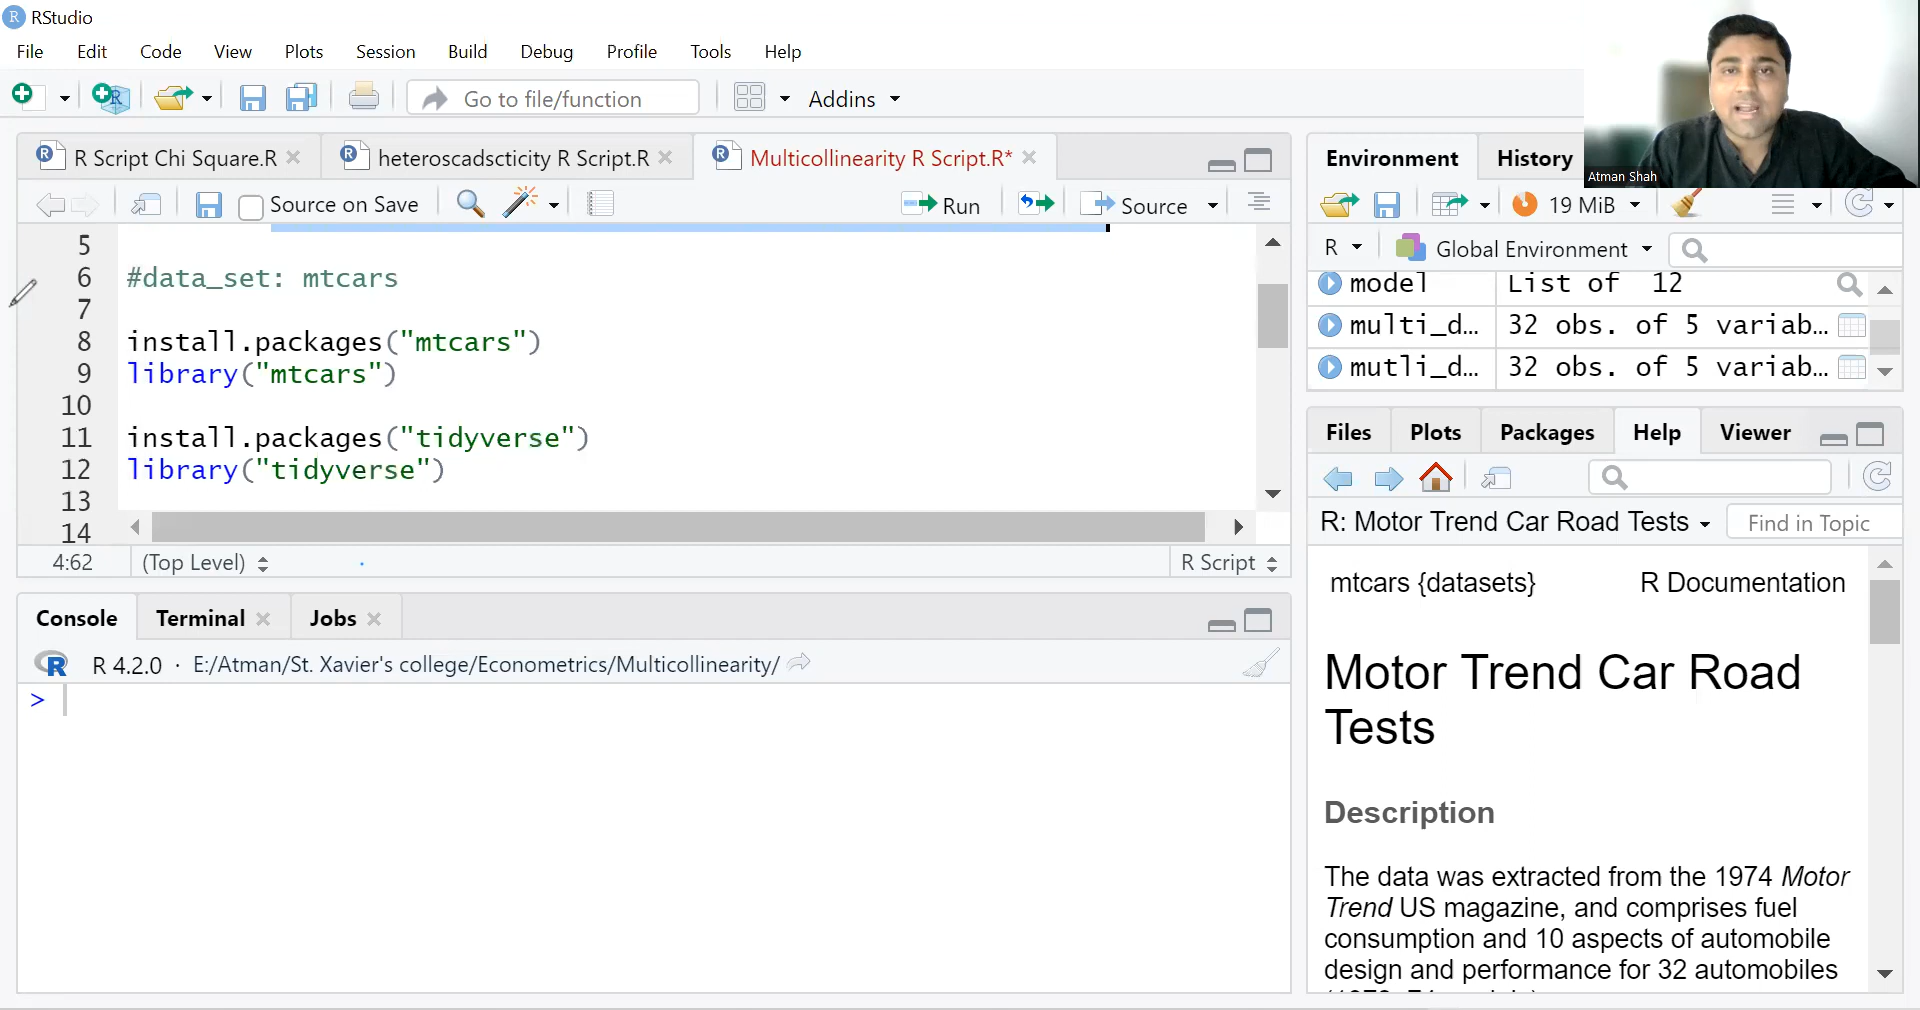 RStudio
File Edit Code View Plots Session Build Debug Profile Tools Help
Go to file/function Addins
Atman Shah
R Script Chi Square.R heteroscadscticity R Script.R Multicollinearity R Script.R*
Source on Save Run Source
5
6 #data_set: mtcars
7
8 install.packages("mtcars")
9 library("mtcars")
10
11 install.packages("tidyverse")
12 library("tidyverse")
13
14
4:62 (Top Level) R Script
Console Terminal Jobs
R 4.2.0 · E:/Atman/St. Xavier's college/Econometrics/Multicollinearity/
>
Environment History
19 MiB
R Global Environment
model List of 12
multi_d... 32 obs. of 5 variab...
mutli_d... 32 obs. of 5 variab...
Files Plots Packages Help Viewer
R: Motor Trend Car Road Tests Find in Topic
mtcars {datasets} R Documentation
Motor Trend Car Road
Tests
Description
The data was extracted from the 1974 Motor
Trend US magazine, and comprises fuel
consumption and 10 aspects of automobile
design and performance for 32 automobiles